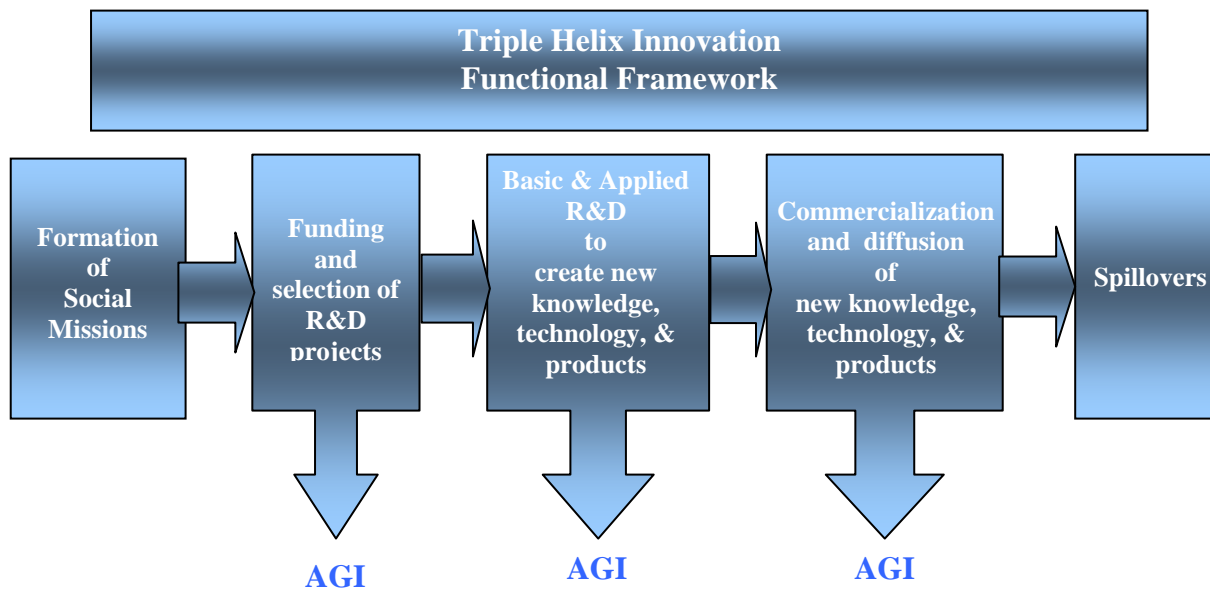 Triple Helix Innovation
Functional Framework
Formation
of
Social
Missions
Funding
and
selection of
R&D
projects
Basic & Applied
R&D
to
create new
knowledge,
technology, &
products
Commercialization
and diffusion
of
new knowledge,
technology, &
products
Spillovers
AGI
AGI
AGI